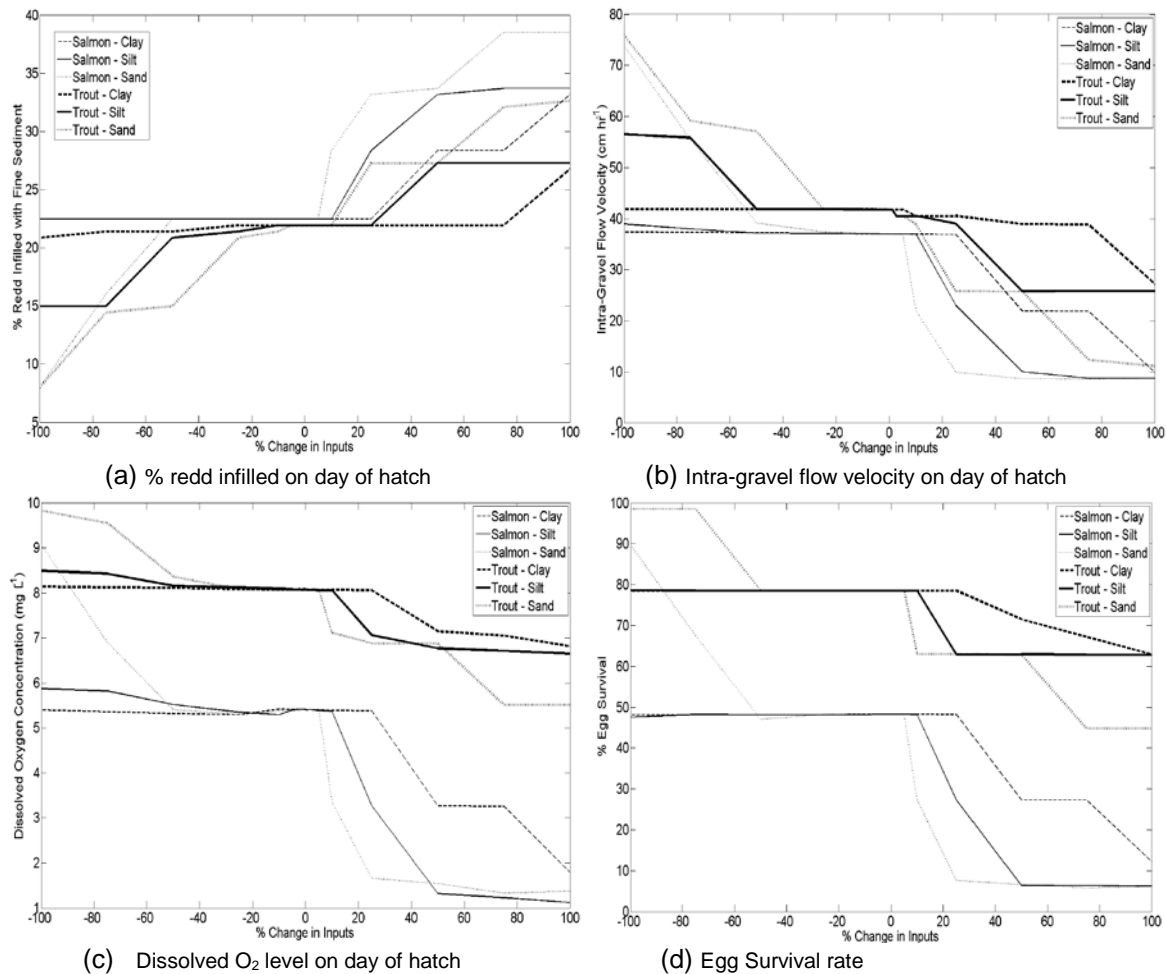 40
35
30
25
20
15
10
5
% Redd Infilled with Fine Sediment
Salmon - Clay
Salmon - Silt
Salmon - Sand
Trout - Clay
Trout - Silt
Trout - Sand
-100 -80 -60 -40 -20 0 20 40 60 80 100
% Change in Inputs
(a) % redd infilled on day of hatch
80
70
60
50
40
30
20
10
0
Intra-Gravel Flow Velocity (cm hr⁻¹)
Salmon - Clay
Salmon - Silt
Salmon - Sand
Trout - Clay
Trout - Silt
Trout - Sand
-100 -80 -60 -40 -20 0 20 40 60 80 100
% Change in Inputs
(b) Intra-gravel flow velocity on day of hatch
10
9
8
7
6
5
4
3
2
1
Dissolved Oxygen Concentration (mg L⁻¹)
Salmon - Clay
Salmon - Silt
Salmon - Sand
Trout - Clay
Trout - Silt
Trout - Sand
-100 -80 -60 -40 -20 0 20 40 60 80 100
% Change in Inputs
(c) Dissolved O₂ level on day of hatch
100
90
80
70
60
50
40
30
20
10
0
% Egg Survival
Salmon - Clay
Salmon - Silt
Salmon - Sand
Trout - Clay
Trout - Silt
Trout - Sand
-100 -80 -60 -40 -20 0 20 40 60 80 100
% Change in Inputs
(d) Egg Survival rate